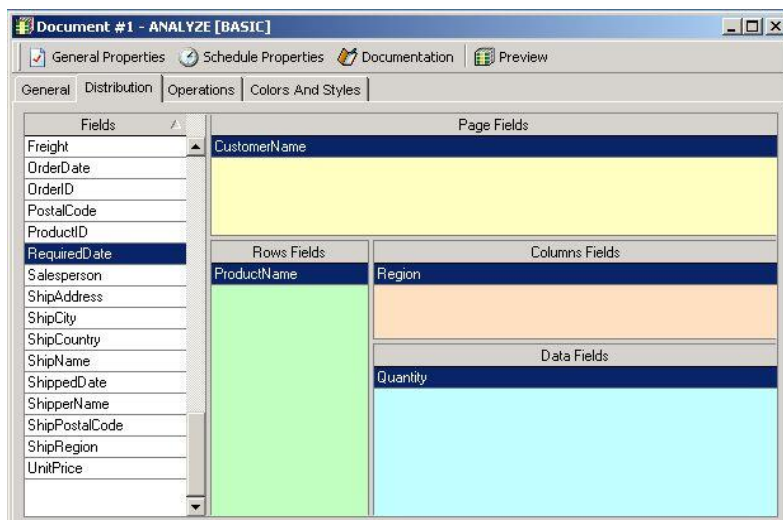 Document #1 - ANALYZE [BASIC]
General Properties Schedule Properties Documentation Preview
General Distribution Operations Colors And Styles
Fields
Freight
OrderDate
OrderID
PostalCode
ProductID
RequiredDate
Salesperson
ShipAddress
ShipCity
ShipCountry
ShipName
ShippedDate
ShipperName
ShipPostalCode
ShipRegion
UnitPrice
Page Fields
CustomerName
Rows Fields
ProductName
Columns Fields
Region
Data Fields
Quantity